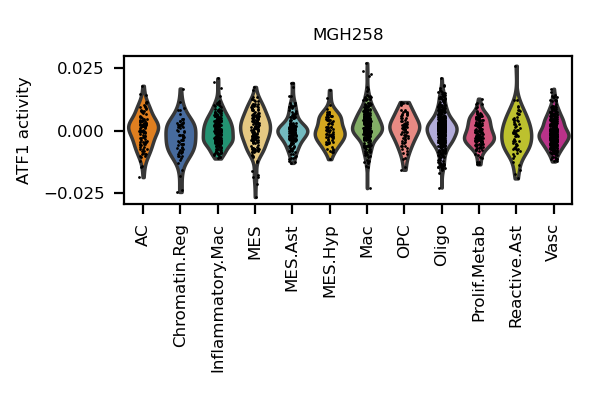 MGH258
ATF1 activity
0.025
0.000
−0.025
AC
Chromatin.Reg
Inflammatory.Mac
MES
MES.Ast
MES.Hyp
Mac
OPC
Oligo
Prolif.Metab
Reactive.Ast
Vasc